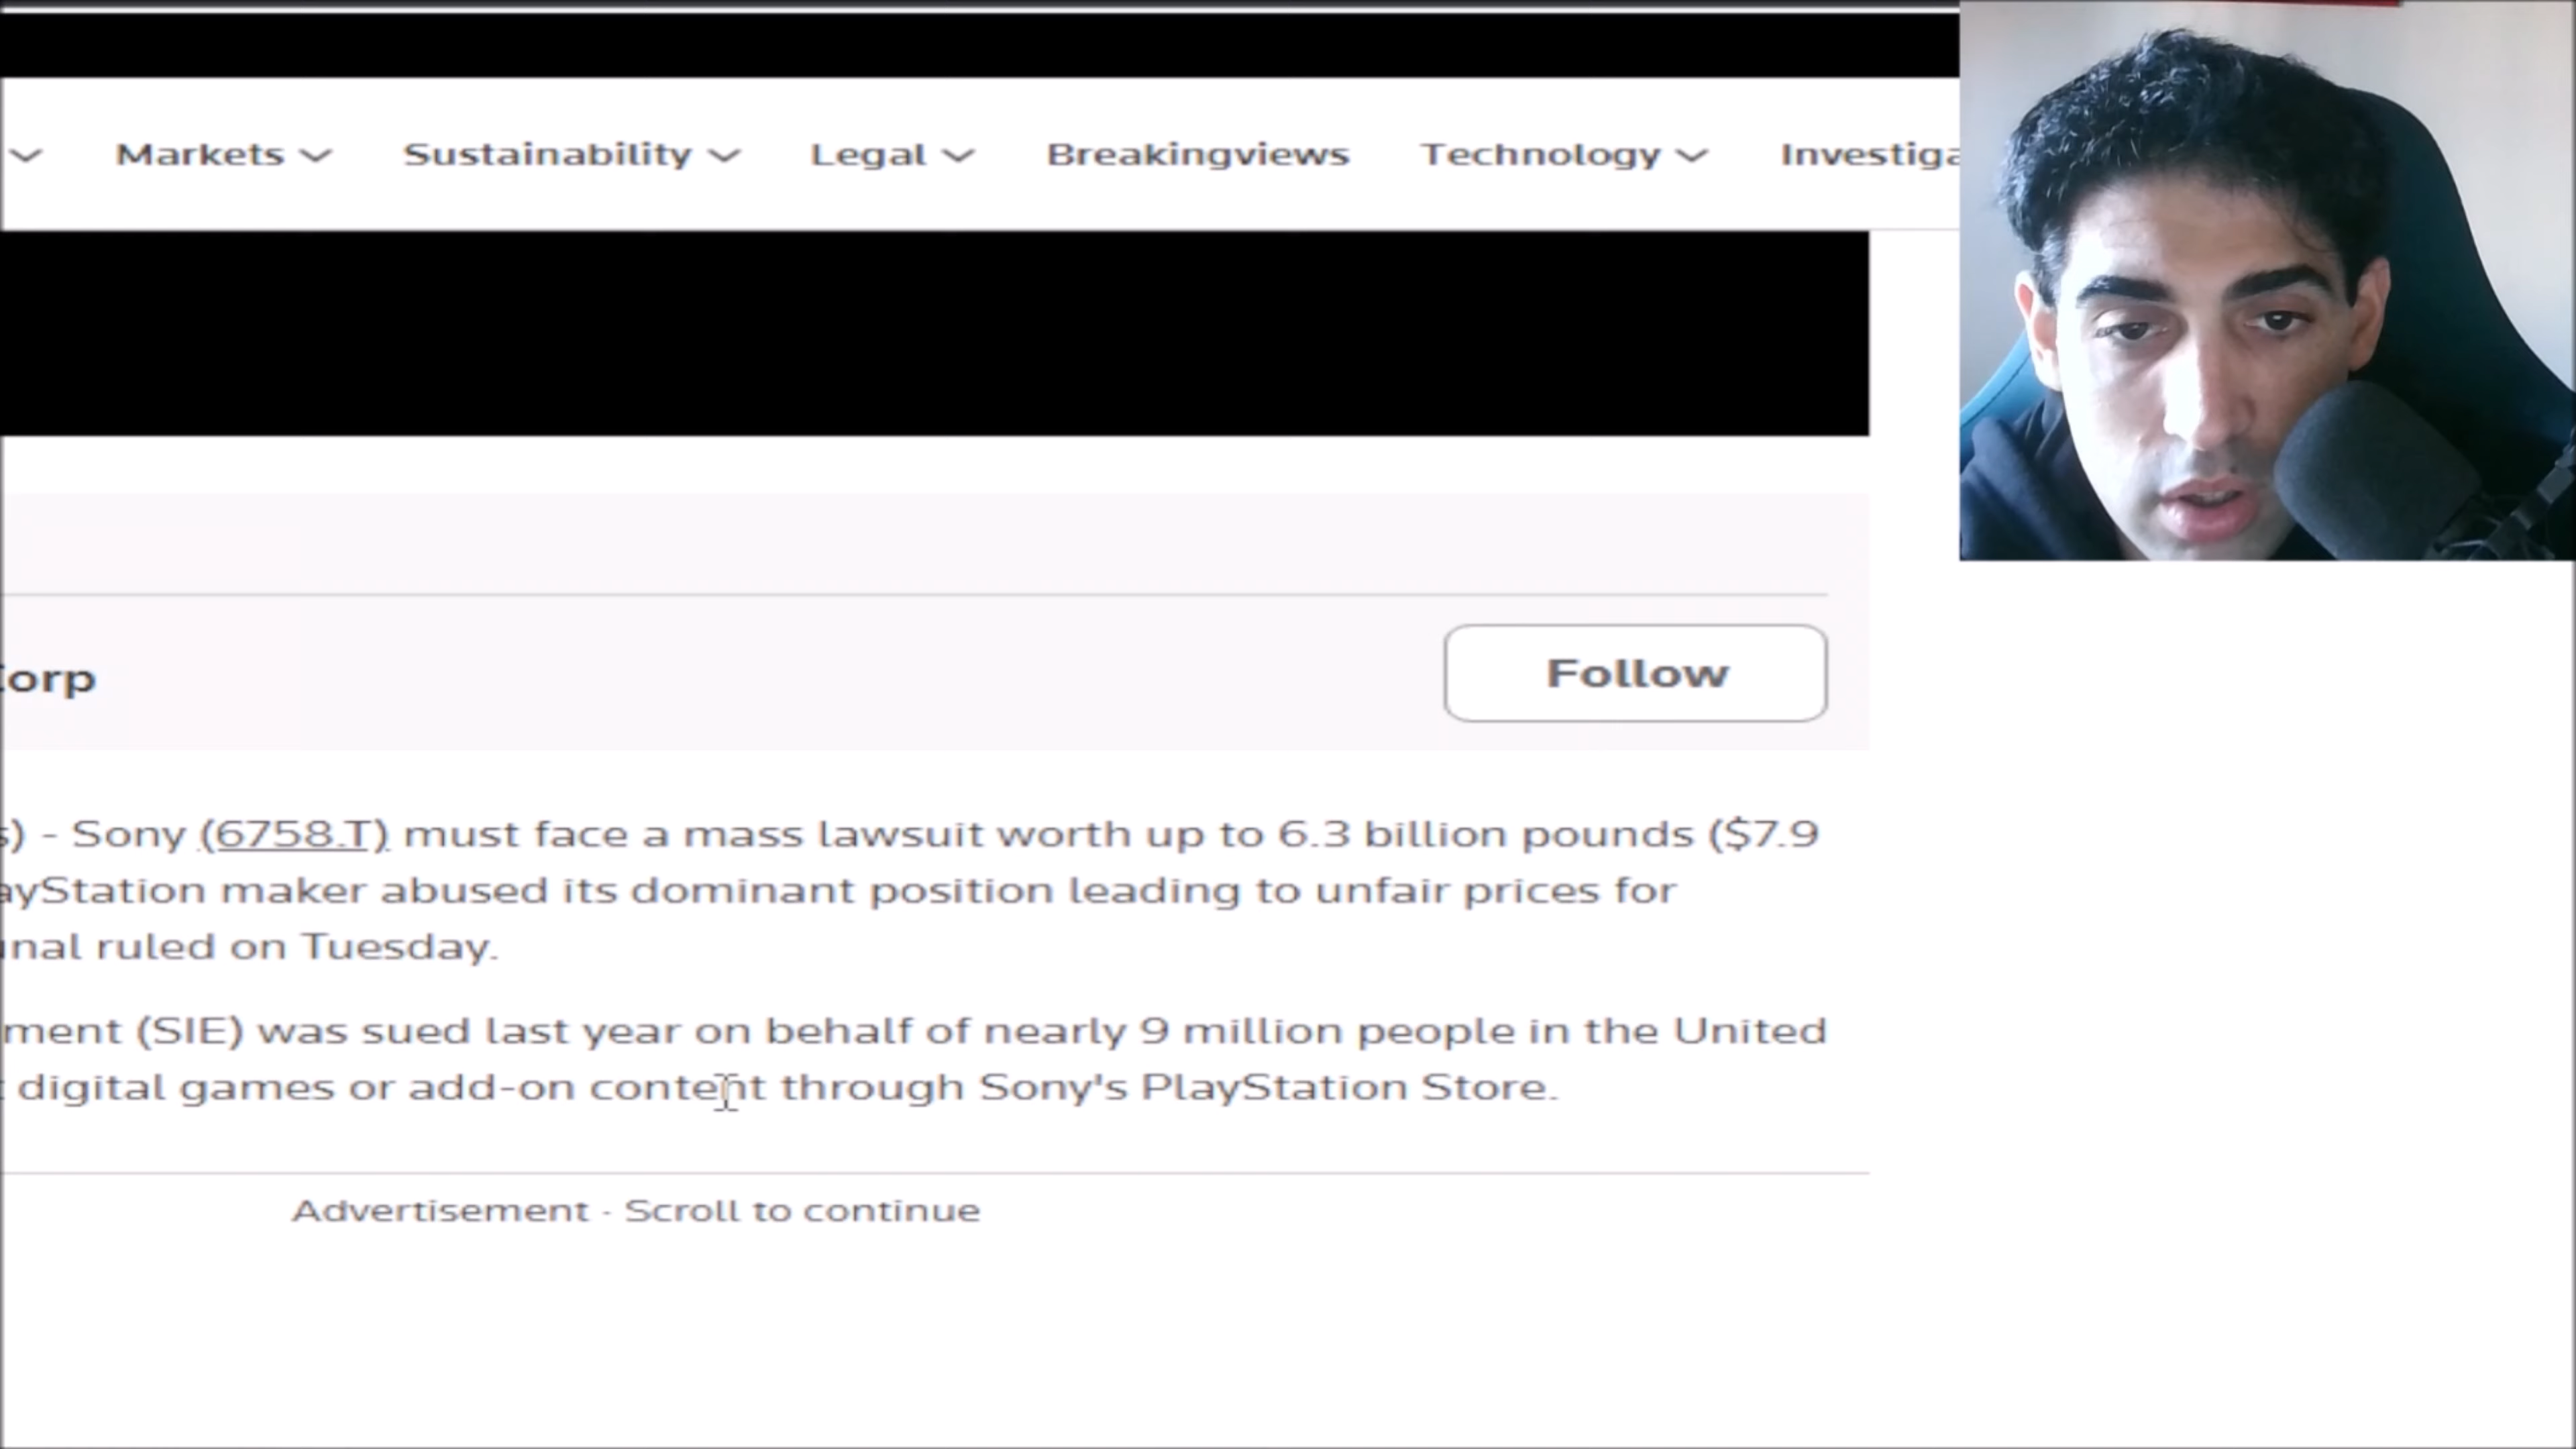 Markets
Sustainability
Legal
Breakingviews
Technology
Follow
- Sony (6758.T) must face a mass lawsuit worth up to 6.3 billion pounds ($7.9
ayStation maker abused its dominant position leading to unfair prices for
ruled on Tuesday.
ment (SIE) was sued last year on behalf of nearly 9 million people in the United
digital games or add-on content through Sony's PlayStation Store.
Advertisement · Scroll to continue